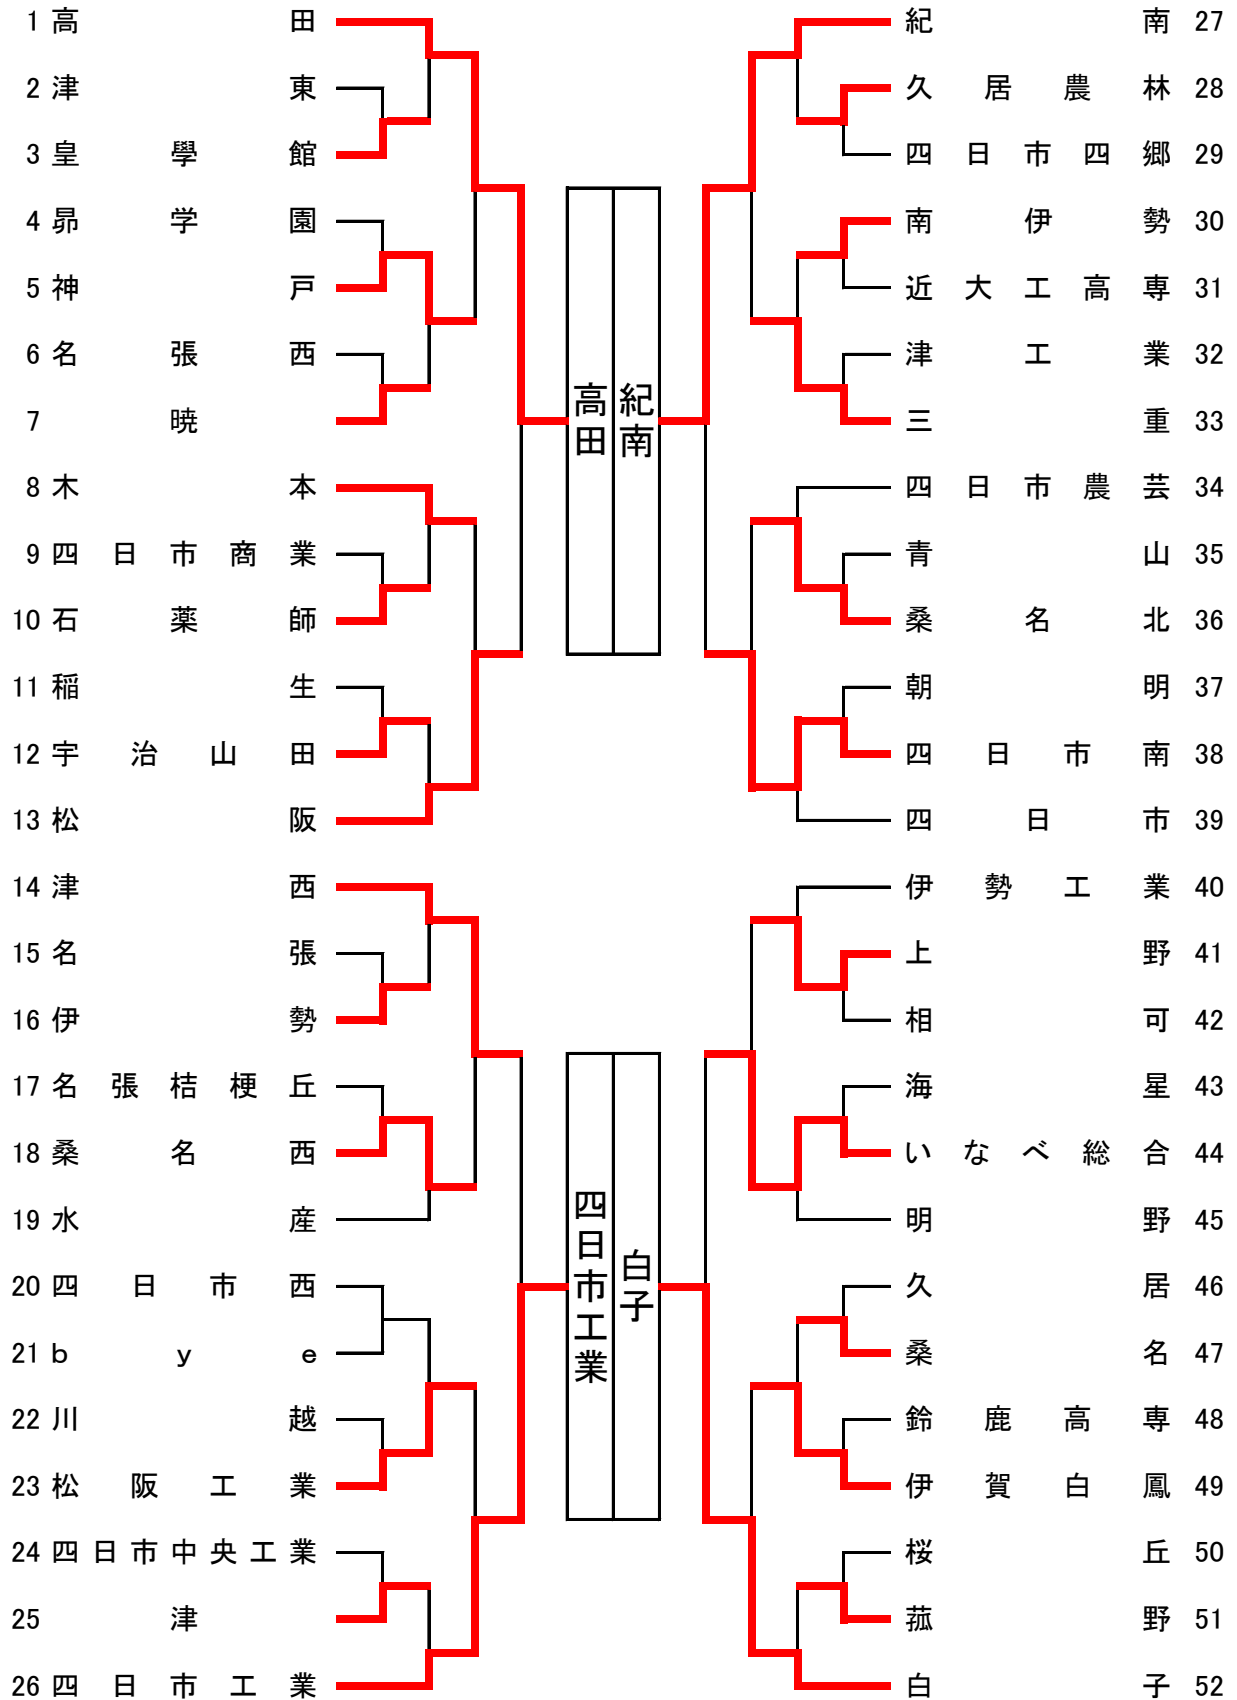 1 高田
2 津東
3 皇學館
4 昴学園
5 神戸
6 名張西
7 暁
8 木本
9 四日市商業
10 石薬師
11 稲生
12 宇治山田
13 松阪
14 津西
15 名張
16 伊勢
17 名張桔梗丘
18 桑名西
19 水産
20 四日市西
21 ｂｙｅ
22 川越
23 松阪工業
24 四日市中央工業
25 津
26 四日市工業
高田
紀南
四日市工業
白子
紀南 27
久居農林 28
四日市四郷 29
南伊勢 30
近大工高専 31
津工業 32
三重 33
四日市農芸 34
青山 35
桑名北 36
朝明 37
四日市南 38
四日市 39
伊勢工業 40
上野 41
相可 42
海星 43
いなべ総合 44
明野 45
久居 46
桑名 47
鈴鹿高専 48
伊賀白鳳 49
桜丘 50
菰野 51
白子 52